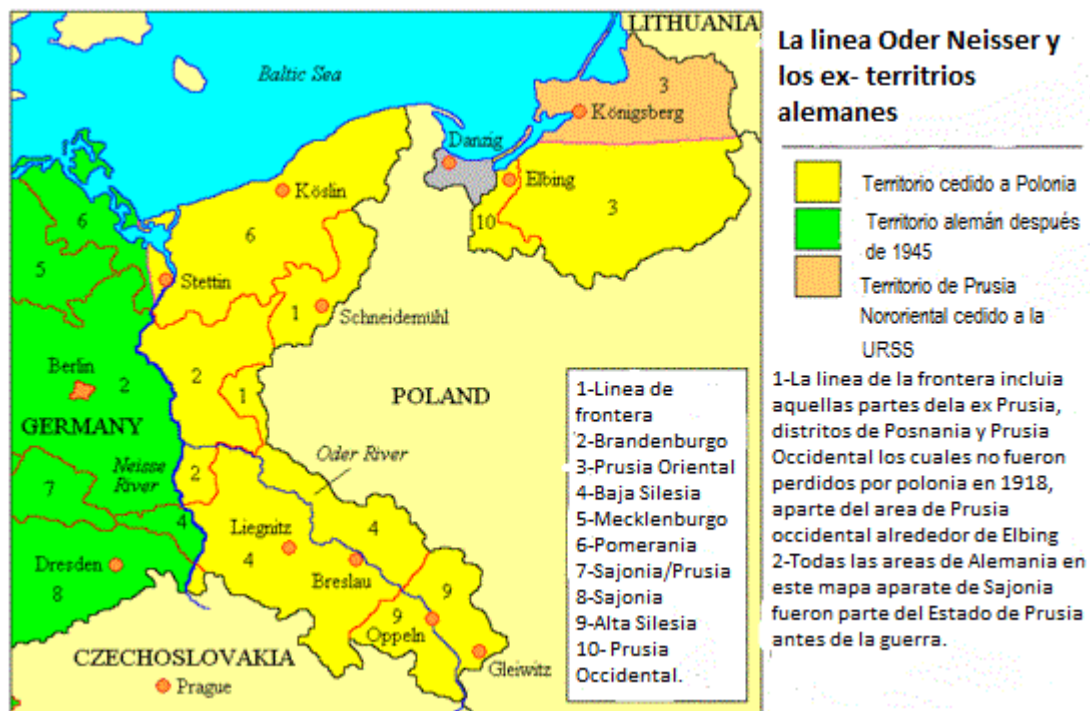 LITHUANIA
Baltic Sea
3
Königsberg
Danzig
Elbing
Köslin
10
3
6
6
5
Stettin
1
Schneidemühl
Berlin
2
2
1
POLAND
GERMANY
Oder River
Neisse
River
2
7
4
Liegnitz
4
4
Dresden
Breslau
9
8
9
Oppeln
Gleiwitz
CZECHOSLOVAKIA
Prague
1-Linea de
frontera
2-Brandenburgo
3-Prusia Oriental
4-Baja Silesia
5-Mecklenburgo
6-Pomerania
7-Sajonia/Prusia
8-Sajonia
9-Alta Silesia
10- Prusia
Occidental.
La linea Oder Neisser y
los ex- territrios
alemanes
Territorio cedido a Polonia
Territorio alemán después
de 1945
Territorio de Prusia
Nororiental cedido a la
URSS
1-La linea de la frontera incluia
aquellas partes dela ex Prusia,
distritos de Posnania y Prusia
Occidental los cuales no fueron
perdidos por polonia en 1918,
aparte del area de Prusia
occidental alrededor de Elbing
2-Todas las areas de Alemania en
este mapa aparate de Sajonia
fueron parte del Estado de Prusia
antes de la guerra.